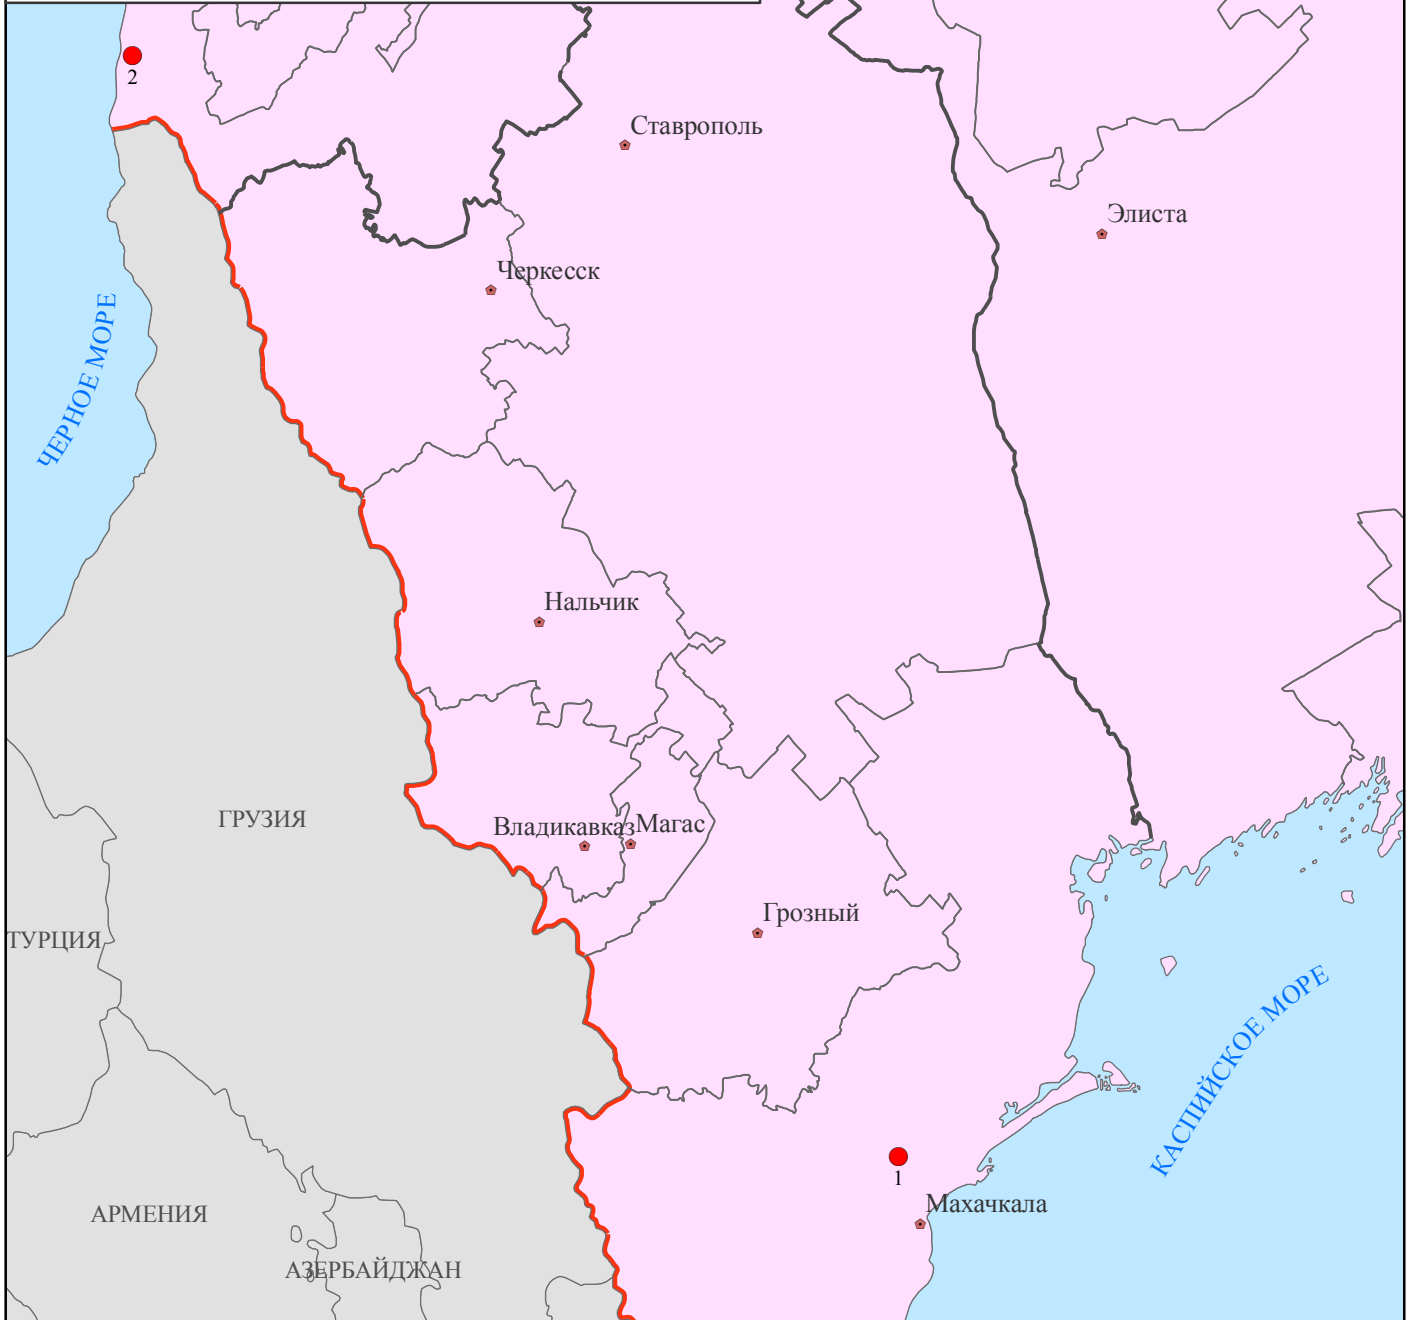 2
Ставрополь
Элиста
Черкесск
ЧЕРНОЕ МОРЕ
Нальчик
ГРУЗИЯ
Владикавказ
Магас
Грозный
ТУРЦИЯ
КАСПИЙСКОЕ МОРЕ
1
Махачкала
АРМЕНИЯ
АЗЕРБАЙДЖАН